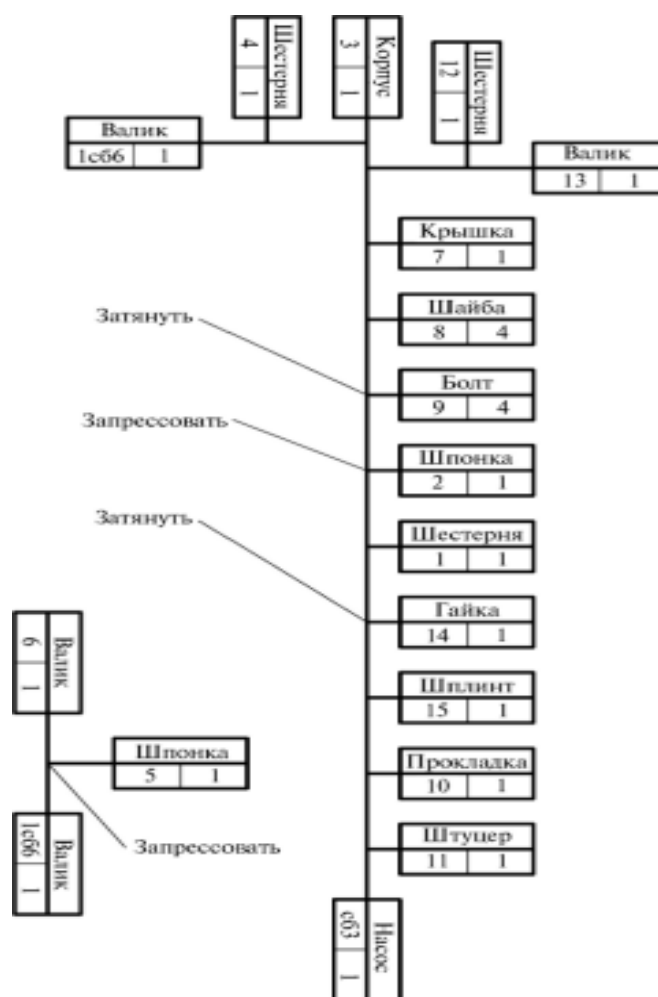 Шестерня
4 1
Корпус
3 1
Шестерня
12 1
Валик
1сб6 1
Валик
13 1
Крышка
7 1
Затянуть
Шайба
8 4
Болт
9 4
Запрессовать
Шпонка
2 1
Затянуть
Шестерня
1 1
Гайка
14 1
Валик
6 1
Шплинт
15 1
Шпонка
5 1
Прокладка
10 1
Валик
1сб6 1
Запрессовать
Штуцер
11 1
Насос
сб3 1